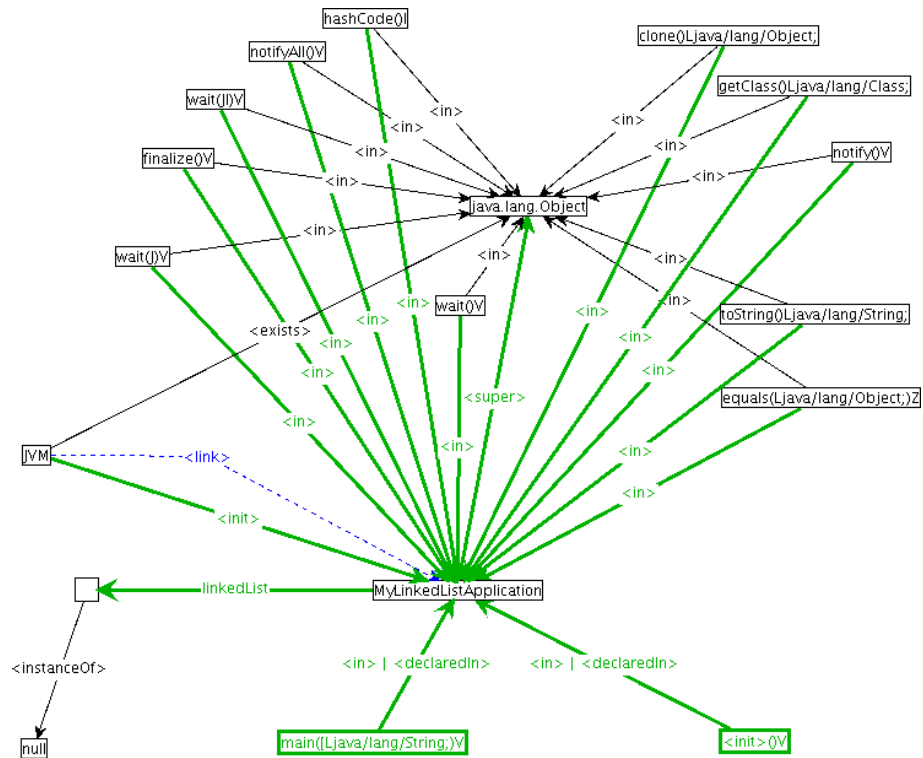 hashCode()I
notifyAll()V
clone()Ljava/lang/Object;
getClass()Ljava/lang/Class;
wait(JI)V
<in>
<in>
<in>
<in>
<in>
finalize()V
notify()V
<in>
<in>
java.lang.Object
<in>
wait(J)V
<in>
<in>
wait()V
<in>
<in>
<in>
toString()Ljava/lang/String;
<exists>
<in>
<in>
<in>
<in>
<in>
<super>
equals(Ljava/lang/Object;)Z
<in>
<in>
<in>
JVM
<link>
<in>
<init>
linkedList
MyLinkedListApplication
<instanceOf>
<in> | <declaredIn>
<in> | <declaredIn>
null
main([Ljava/lang/String;)V
<init>()V